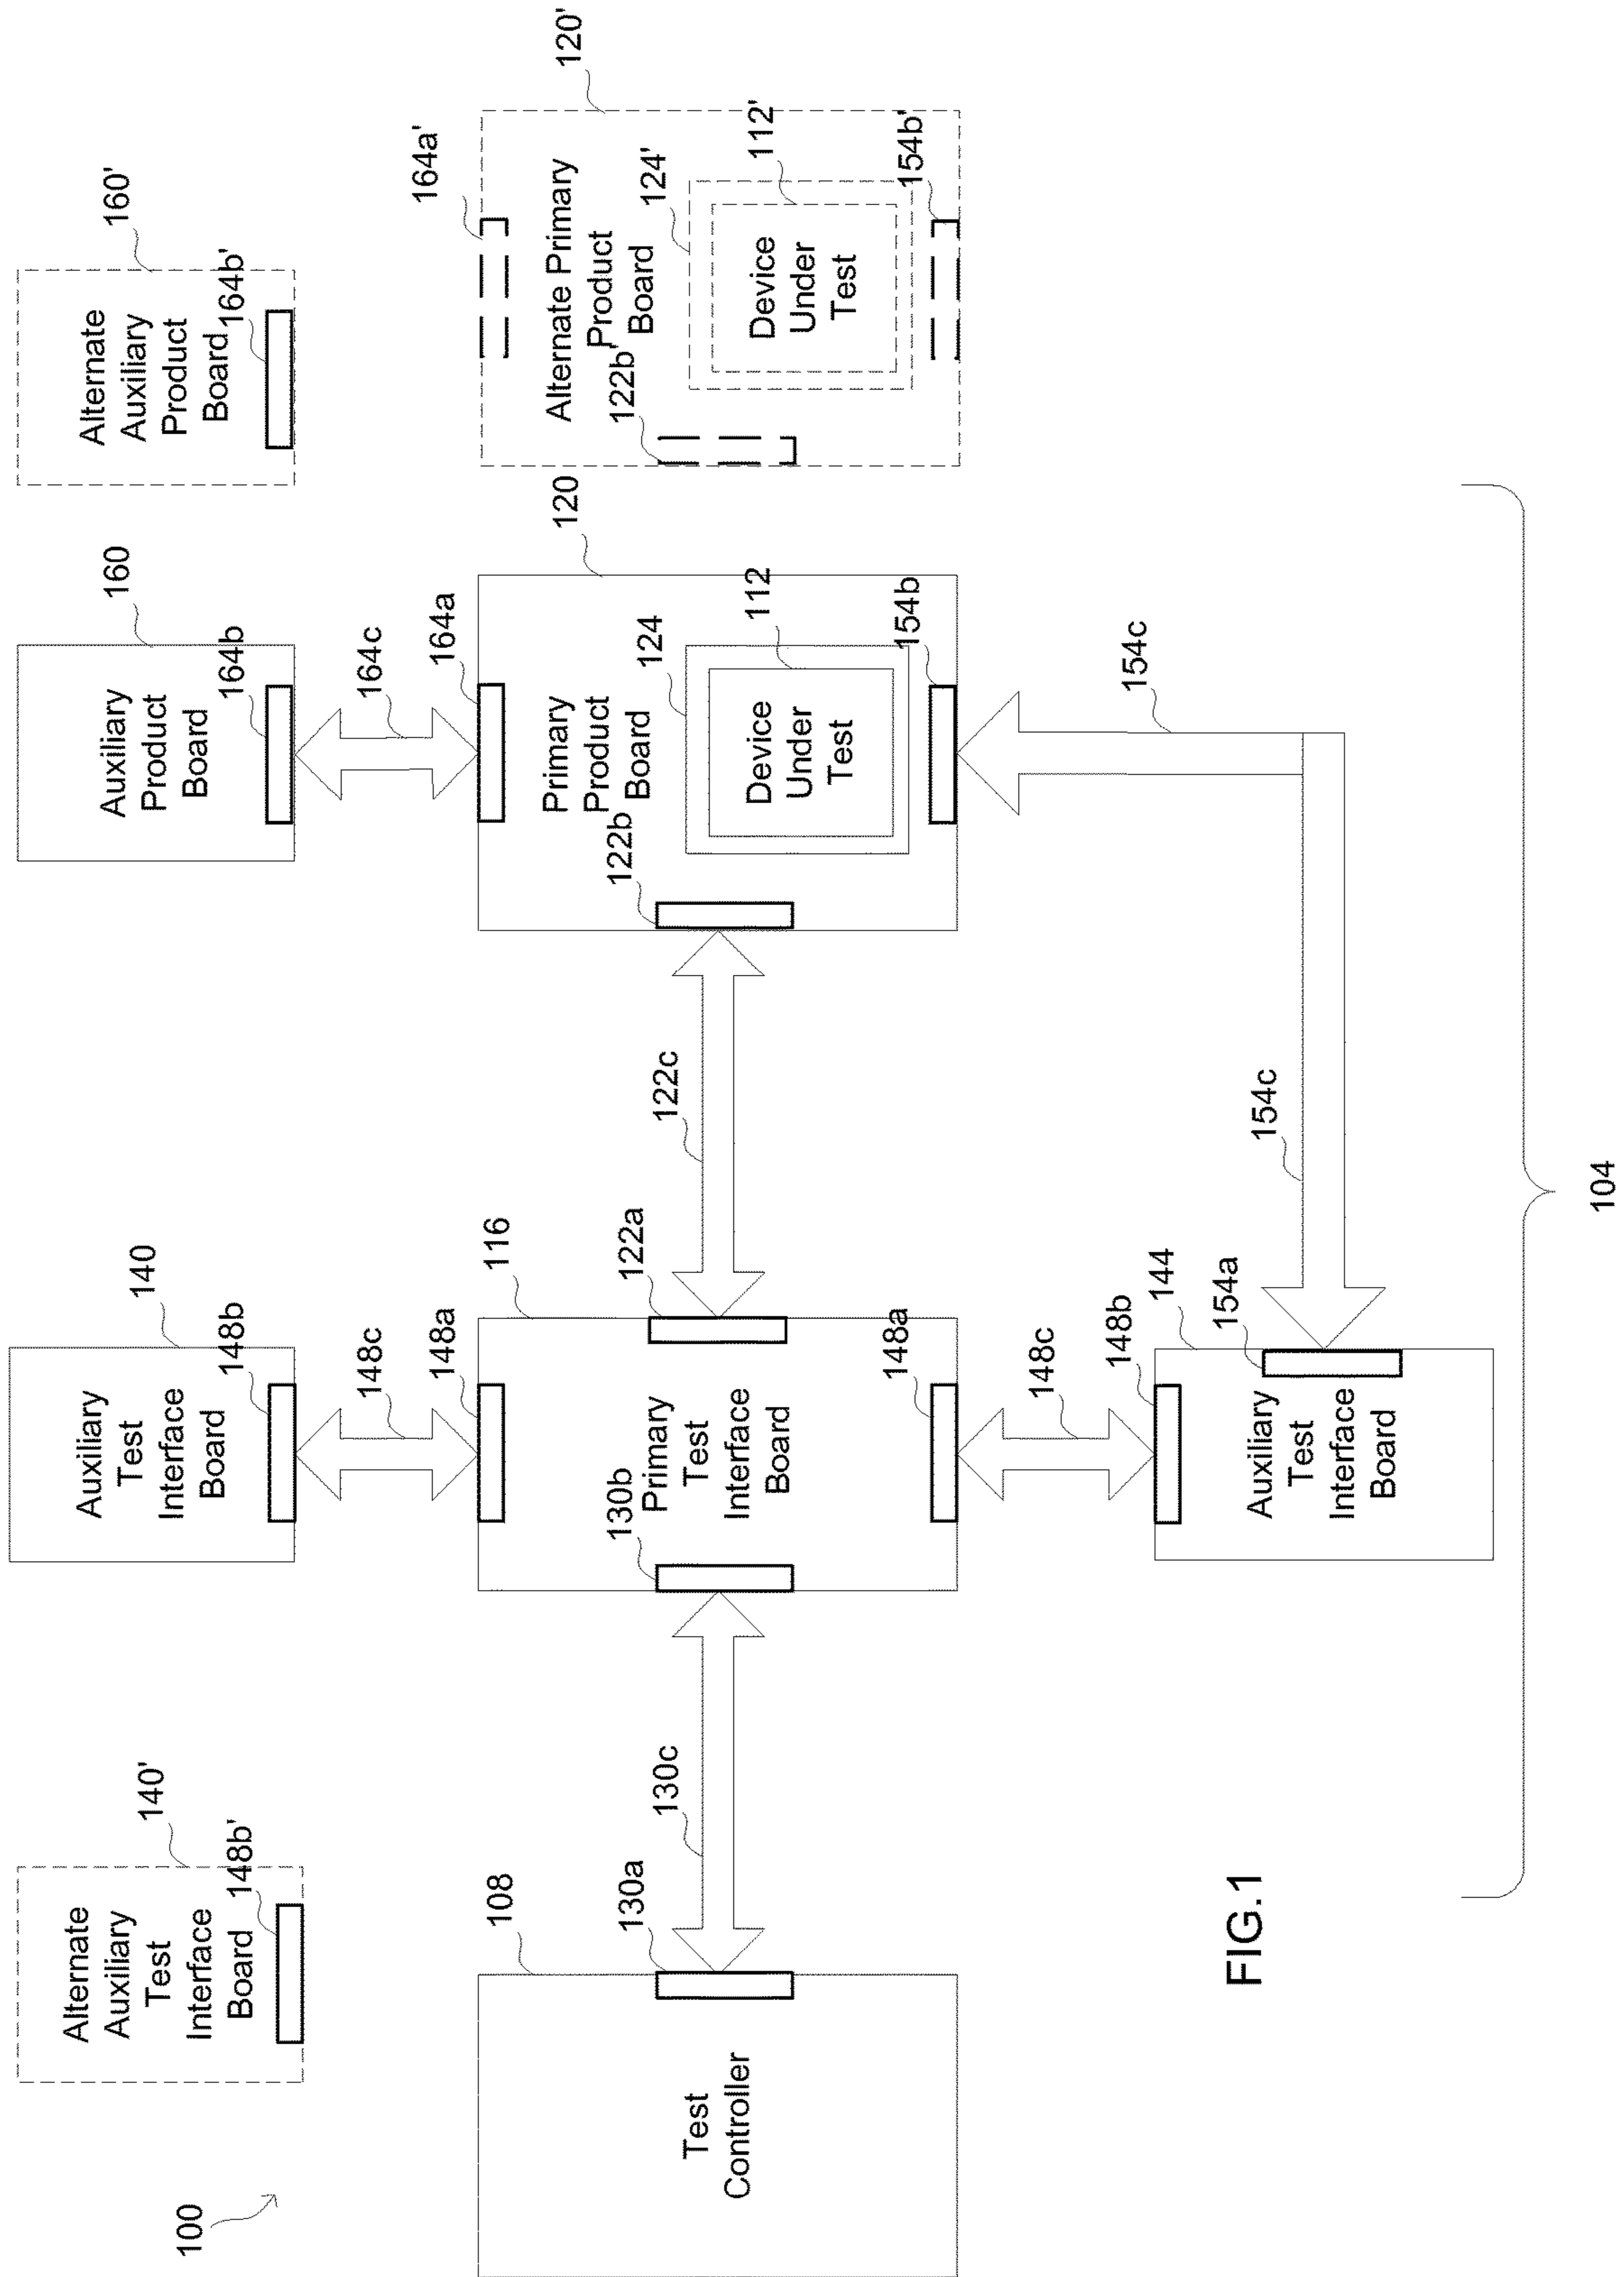 100
Alternate
Auxiliary
Test
Interface
Board
140'
148b'
Auxiliary
Test
Interface
Board
140
148b
Auxiliary
Product
Board
160
164b
Alternate
Auxiliary
Product
Board
160'
164b'
148c
164c
148a
164a
164a'
108
Test
Controller
130a
130c
130b
Primary
Test
Interface
Board
116
122a
122c
122b
Primary
Product
Board
120
124
Device
Under
Test
112
122b'
Alternate Primary
Product
Board
120'
124'
Device
Under
Test
112'
148a
154b
154b'
148c
148b
Auxiliary
Test
Interface
Board
144
154a
154c
154c
104
FIG.1